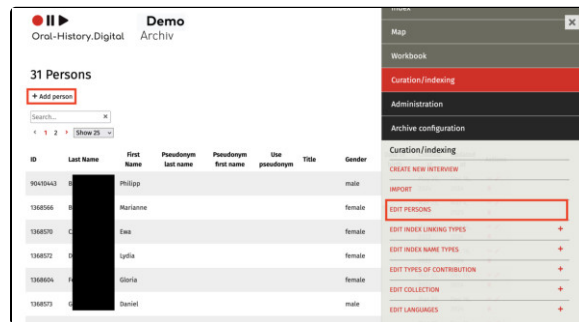 Demo
Oral-History.Digital Archiv
31 Persons
+ Add person
Search... ×
‹ 1 2 › Show 25
ID Last Name First Name Pseudonym last name Pseudonym first name Use pseudonym Title Gender
90410443 B Philipp male
1368566 B Marianne female
1368570 C Ewa female
1368572 D Lydia female
1368604 F Gloria female
1368573 G Daniel male
Index
Map
Workbook
Curation/indexing
Administration
Archive configuration
Curation/indexing
CREATE NEW INTERVIEW
IMPORT
EDIT PERSONS
EDIT INDEX LINKING TYPES +
EDIT INDEX NAME TYPES +
EDIT TYPES OF CONTRIBUTION +
EDIT COLLECTION +
EDIT LANGUAGES +